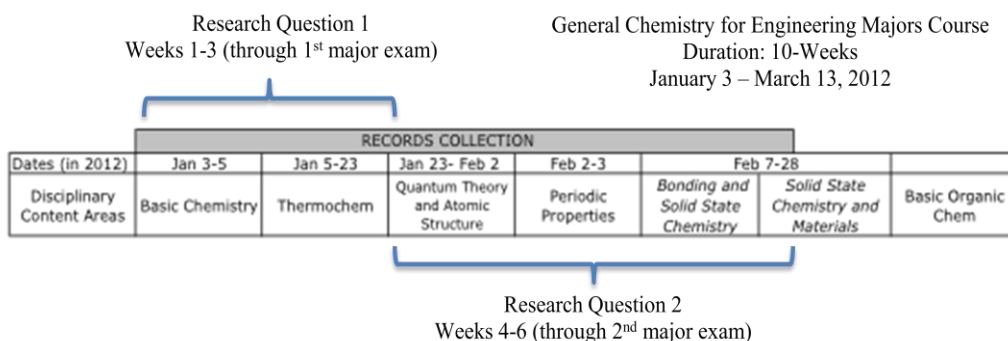 Research Question 1
Weeks 1-3 (through 1st major exam)
General Chemistry for Engineering Majors Course
Duration: 10-Weeks
January 3 – March 13, 2012
RECORDS COLLECTION
Dates (in 2012) Jan 3-5 Jan 5-23 Jan 23- Feb 2 Feb 2-3 Feb 7-28
Disciplinary
Content Areas
Basic Chemistry
Thermochem
Quantum Theory
and Atomic
Structure
Periodic
Properties
Bonding and
Solid State
Chemistry
Solid State
Chemistry and
Materials
Basic Organic
Chem
Research Question 2
Weeks 4-6 (through 2nd major exam)